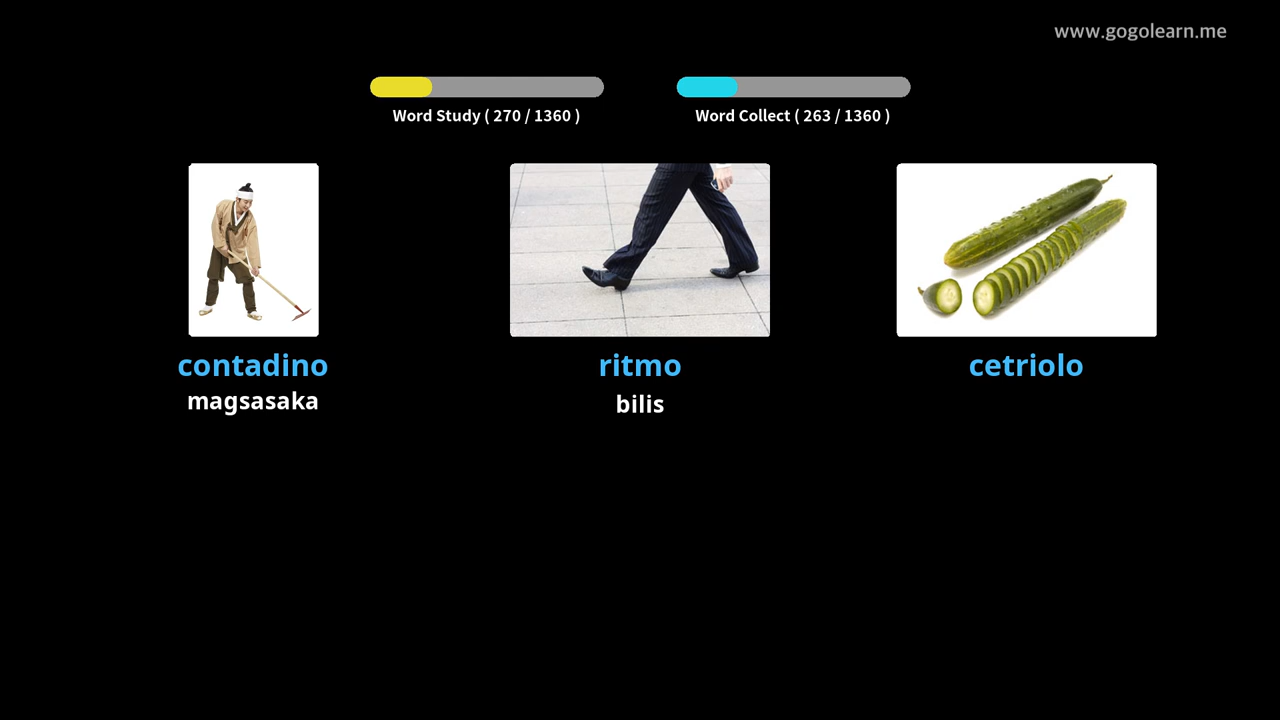 www.gogolearn.me
Word Study ( 270 / 1360 )
Word Collect ( 263 / 1360 )
contadino
magsasaka
ritmo
bilis
cetriolo